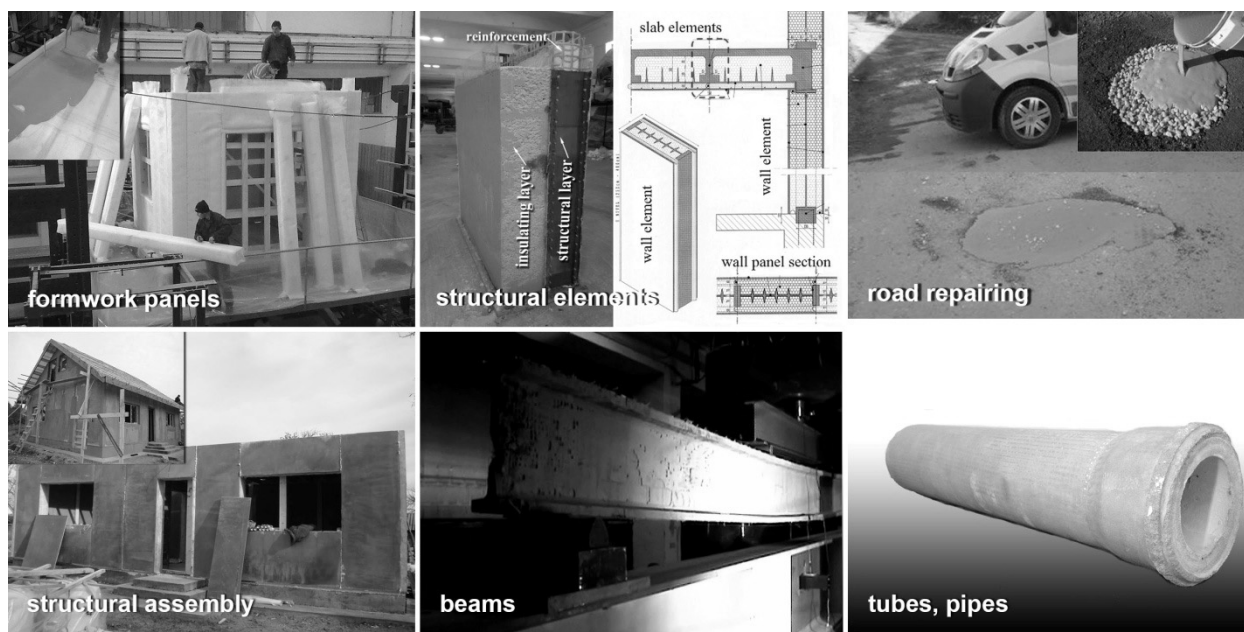 formwork panels
reinforcement
insulating layer
structural layer
slab elements
wall element
wall element
wall panel section
structural elements
road repairing
structural assembly
beams
tubes, pipes